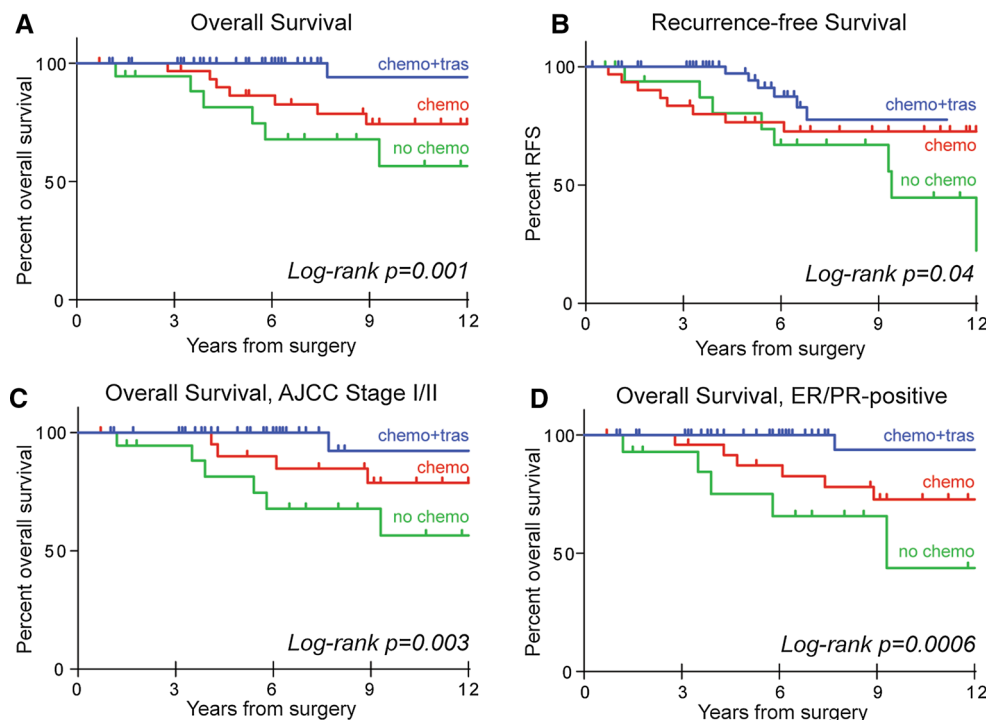 A
Overall Survival
Percent overall survival
100
50
0
chemo+tras
chemo
no chemo
Log-rank p=0.001
0 3 6 9 12
Years from surgery
B
Recurrence-free Survival
Percent RFS
100
50
0
chemo+tras
chemo
no chemo
Log-rank p=0.04
0 3 6 9 12
Years from surgery
C
Overall Survival, AJCC Stage I/II
Percent overall survival
100
50
0
chemo+tras
chemo
no chemo
Log-rank p=0.003
0 3 6 9 12
Years from surgery
D
Overall Survival, ER/PR-positive
Percent overall survival
100
50
0
chemo+tras
chemo
no chemo
Log-rank p=0.0006
0 3 6 9 12
Years from surgery